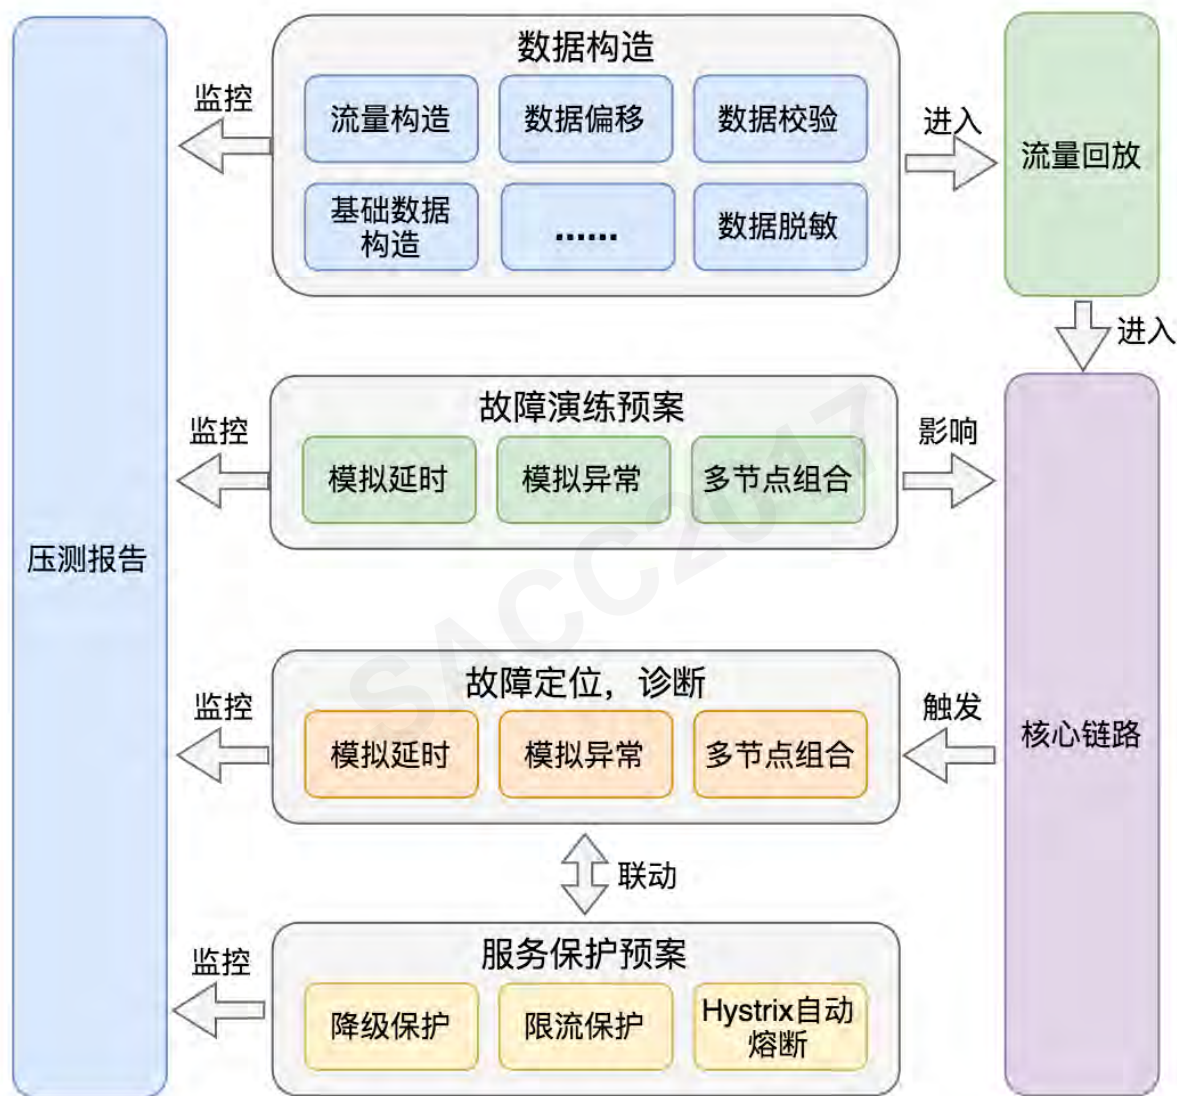 数据构造
监控
流量构造
数据偏移
数据校验
进入
流量回放
基础数据
构造
......
数据脱敏
进入
故障演练预案
监控
模拟延时
模拟异常
多节点组合
影响
压测报告
故障定位，诊断
监控
模拟延时
模拟异常
多节点组合
触发
核心链路
联动
服务保护预案
监控
降级保护
限流保护
Hystrix自动
熔断
SACC2017